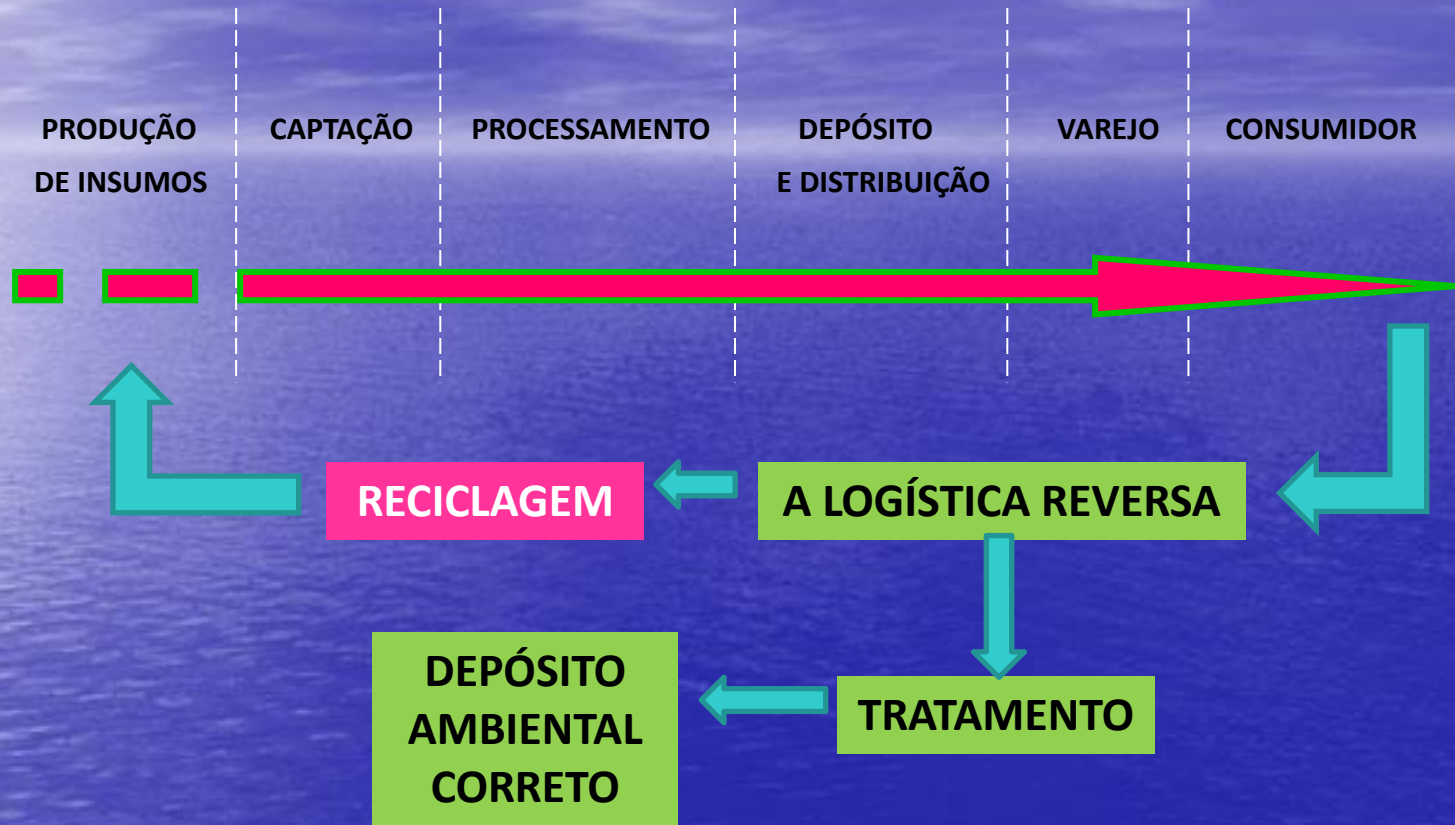 PRODUÇÃO
DE INSUMOS
CAPTAÇÃO
PROCESSAMENTO
DEPÓSITO
E DISTRIBUIÇÃO
VAREJO
CONSUMIDOR
RECICLAGEM
A LOGÍSTICA REVERSA
DEPÓSITO
AMBIENTAL
CORRETO
TRATAMENTO